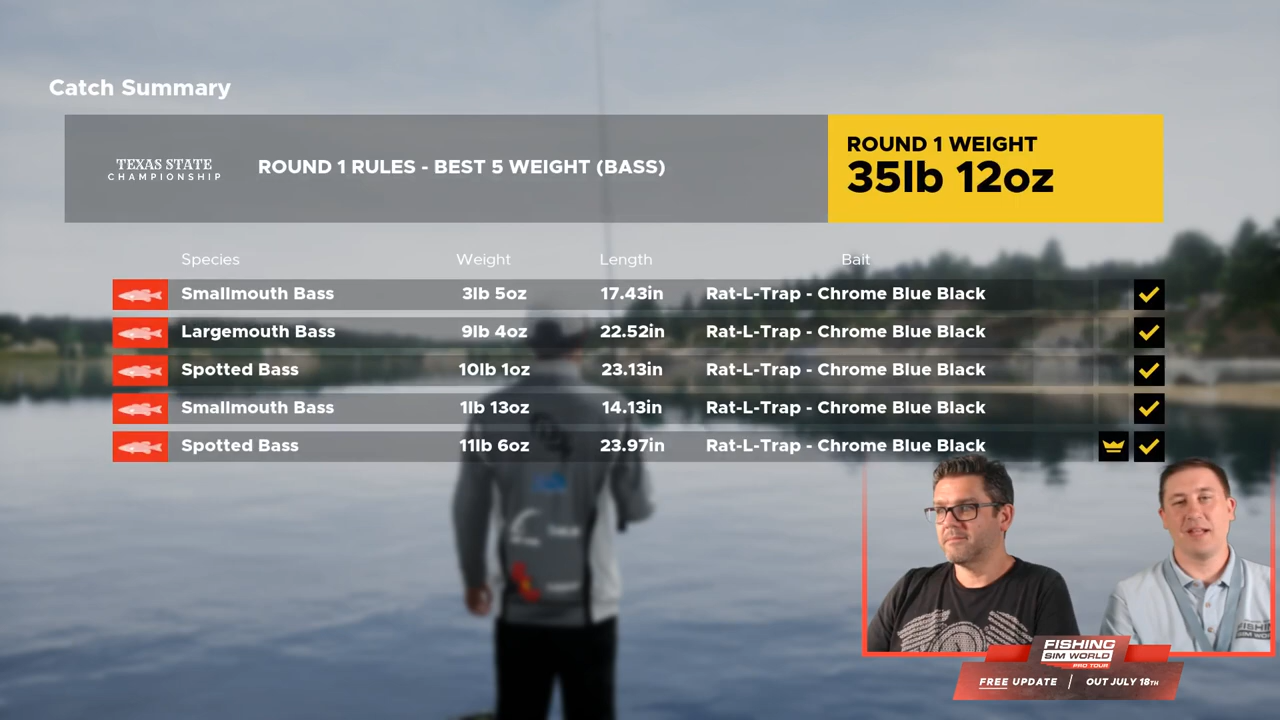 Catch Summary
TEXAS STATE
CHAMPIONSHIP
ROUND 1 RULES - BEST 5 WEIGHT (BASS)
ROUND 1 WEIGHT
35lb 12oz
Species Weight Length Bait
Smallmouth Bass 3lb 5oz 17.43in Rat-L-Trap - Chrome Blue Black
Largemouth Bass 9lb 4oz 22.52in Rat-L-Trap - Chrome Blue Black
Spotted Bass 10lb 1oz 23.13in Rat-L-Trap - Chrome Blue Black
Smallmouth Bass 1lb 13oz 14.13in Rat-L-Trap - Chrome Blue Black
Spotted Bass 11lb 6oz 23.97in Rat-L-Trap - Chrome Blue Black
FISHING
SIM WORLD
PRO TOUR
FREE UPDATE | OUT JULY 18TH